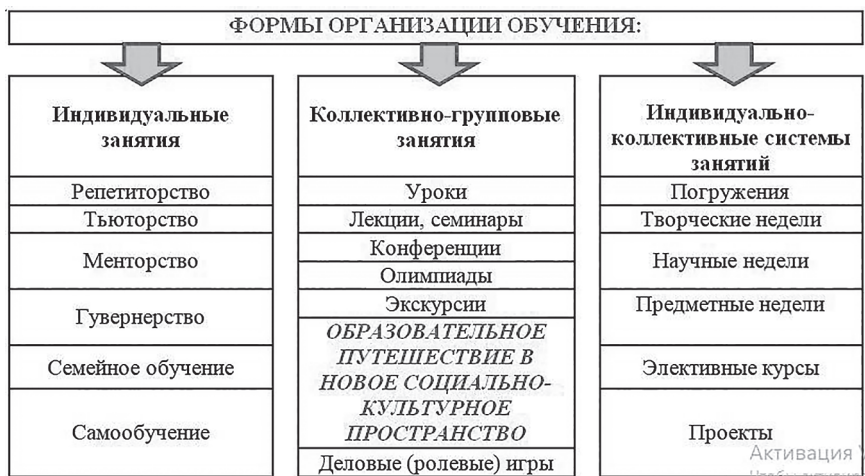 ФОРМЫ ОРГАНИЗАЦИИ ОБУЧЕНИЯ:
Индивидуальные
занятия
Репетиторство
Тьюторство
Менторство
Гувернерство
Семейное обучение
Самообучение
Коллективно-групповые
занятия
Уроки
Лекции, семинары
Конференции
Олимпиады
Экскурсии
ОБРАЗОВАТЕЛЬНОЕ
ПУТЕШЕСТВИЕ В
НОВОЕ СОЦИАЛЬНО-
КУЛЬТУРНОЕ
ПРОСТРАНСТВО
Деловые (ролевые) игры
Индивидуально-
коллективные системы
занятий
Погружения
Творческие недели
Научные недели
Предметные недели
Элективные курсы
Проекты
Активация